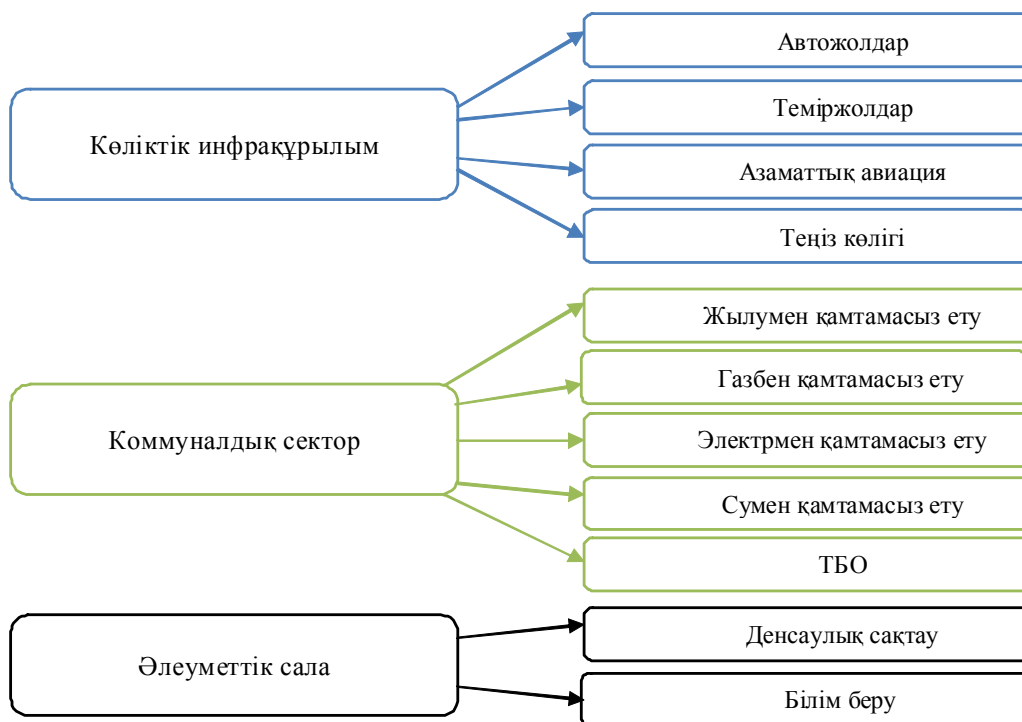 Көліктік инфрақұрылым
Автожолдар
Теміржолдар
Азаматтық авиация
Теңіз көлігі
Коммуналдық сектор
Жылумен қамтамасыз ету
Газбен қамтамасыз ету
Электрмен қамтамасыз ету
Сумен қамтамасыз ету
ТБО
Әлеуметтік сала
Денсаулық сақтау
Білім беру